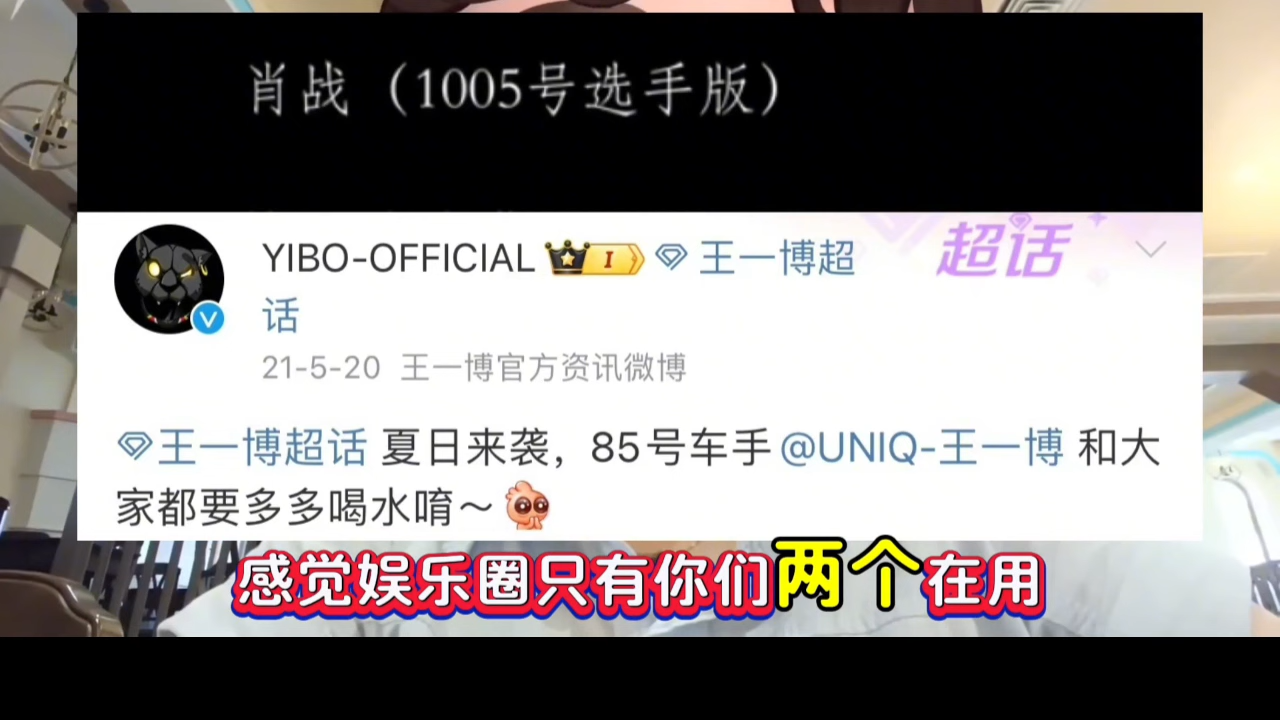 肖战（1005号选手版）
YIBO-OFFICIAL I 王一博超
话
超话
21-5-20 王一博官方资讯微博
王一博超话 夏日来袭，85号车手 @UNIQ-王一博 和大
家都要多多喝水唷～
感觉娱乐圈只有你们两个在用